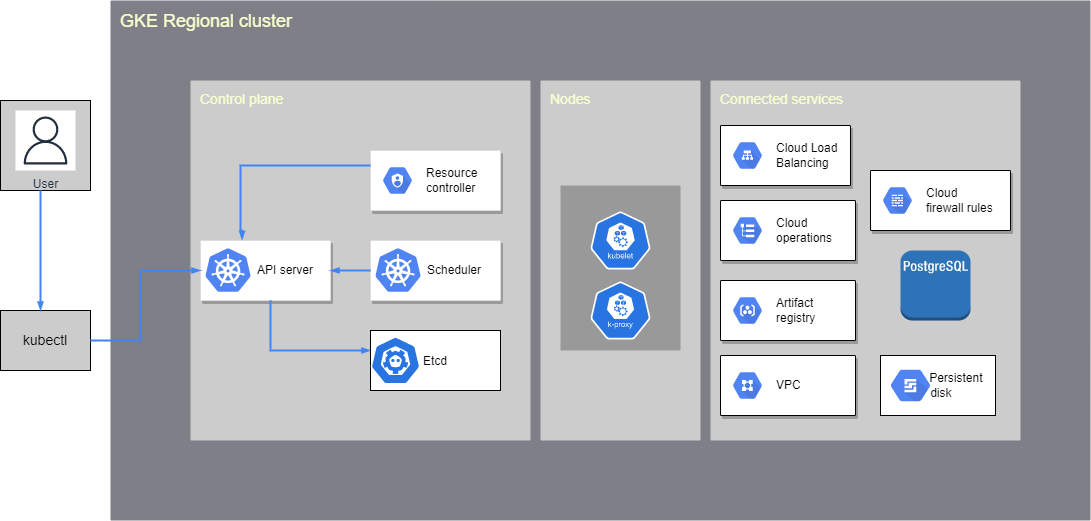 GKE Regional cluster
User
kubectl
Control plane
Resource
controller
API server
Scheduler
Etcd
Nodes
kubelet
k-proxy
Connected services
Cloud Load
Balancing
Cloud
operations
Artifact
registry
VPC
Cloud
firewall rules
PostgreSQL
Persistent
disk